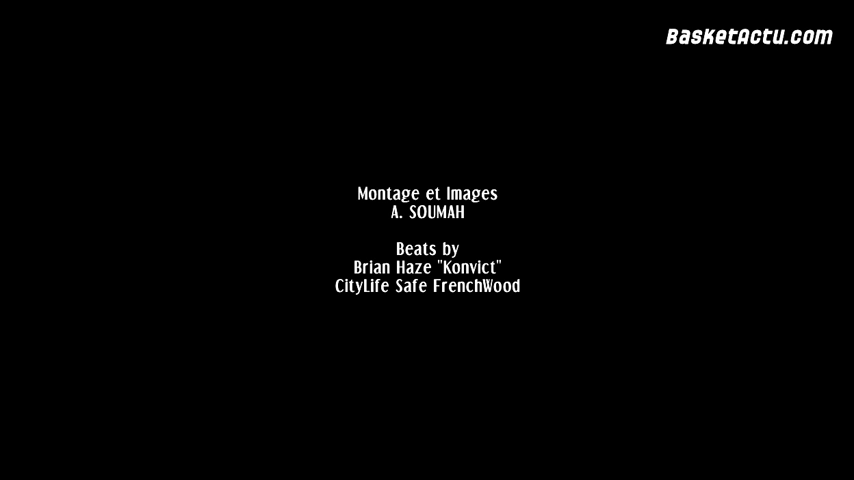 BasketActu.com
Montage et Images
A. SOUMAH
Beats by
Brian Haze "Konvict"
CityLife Safe FrenchWood